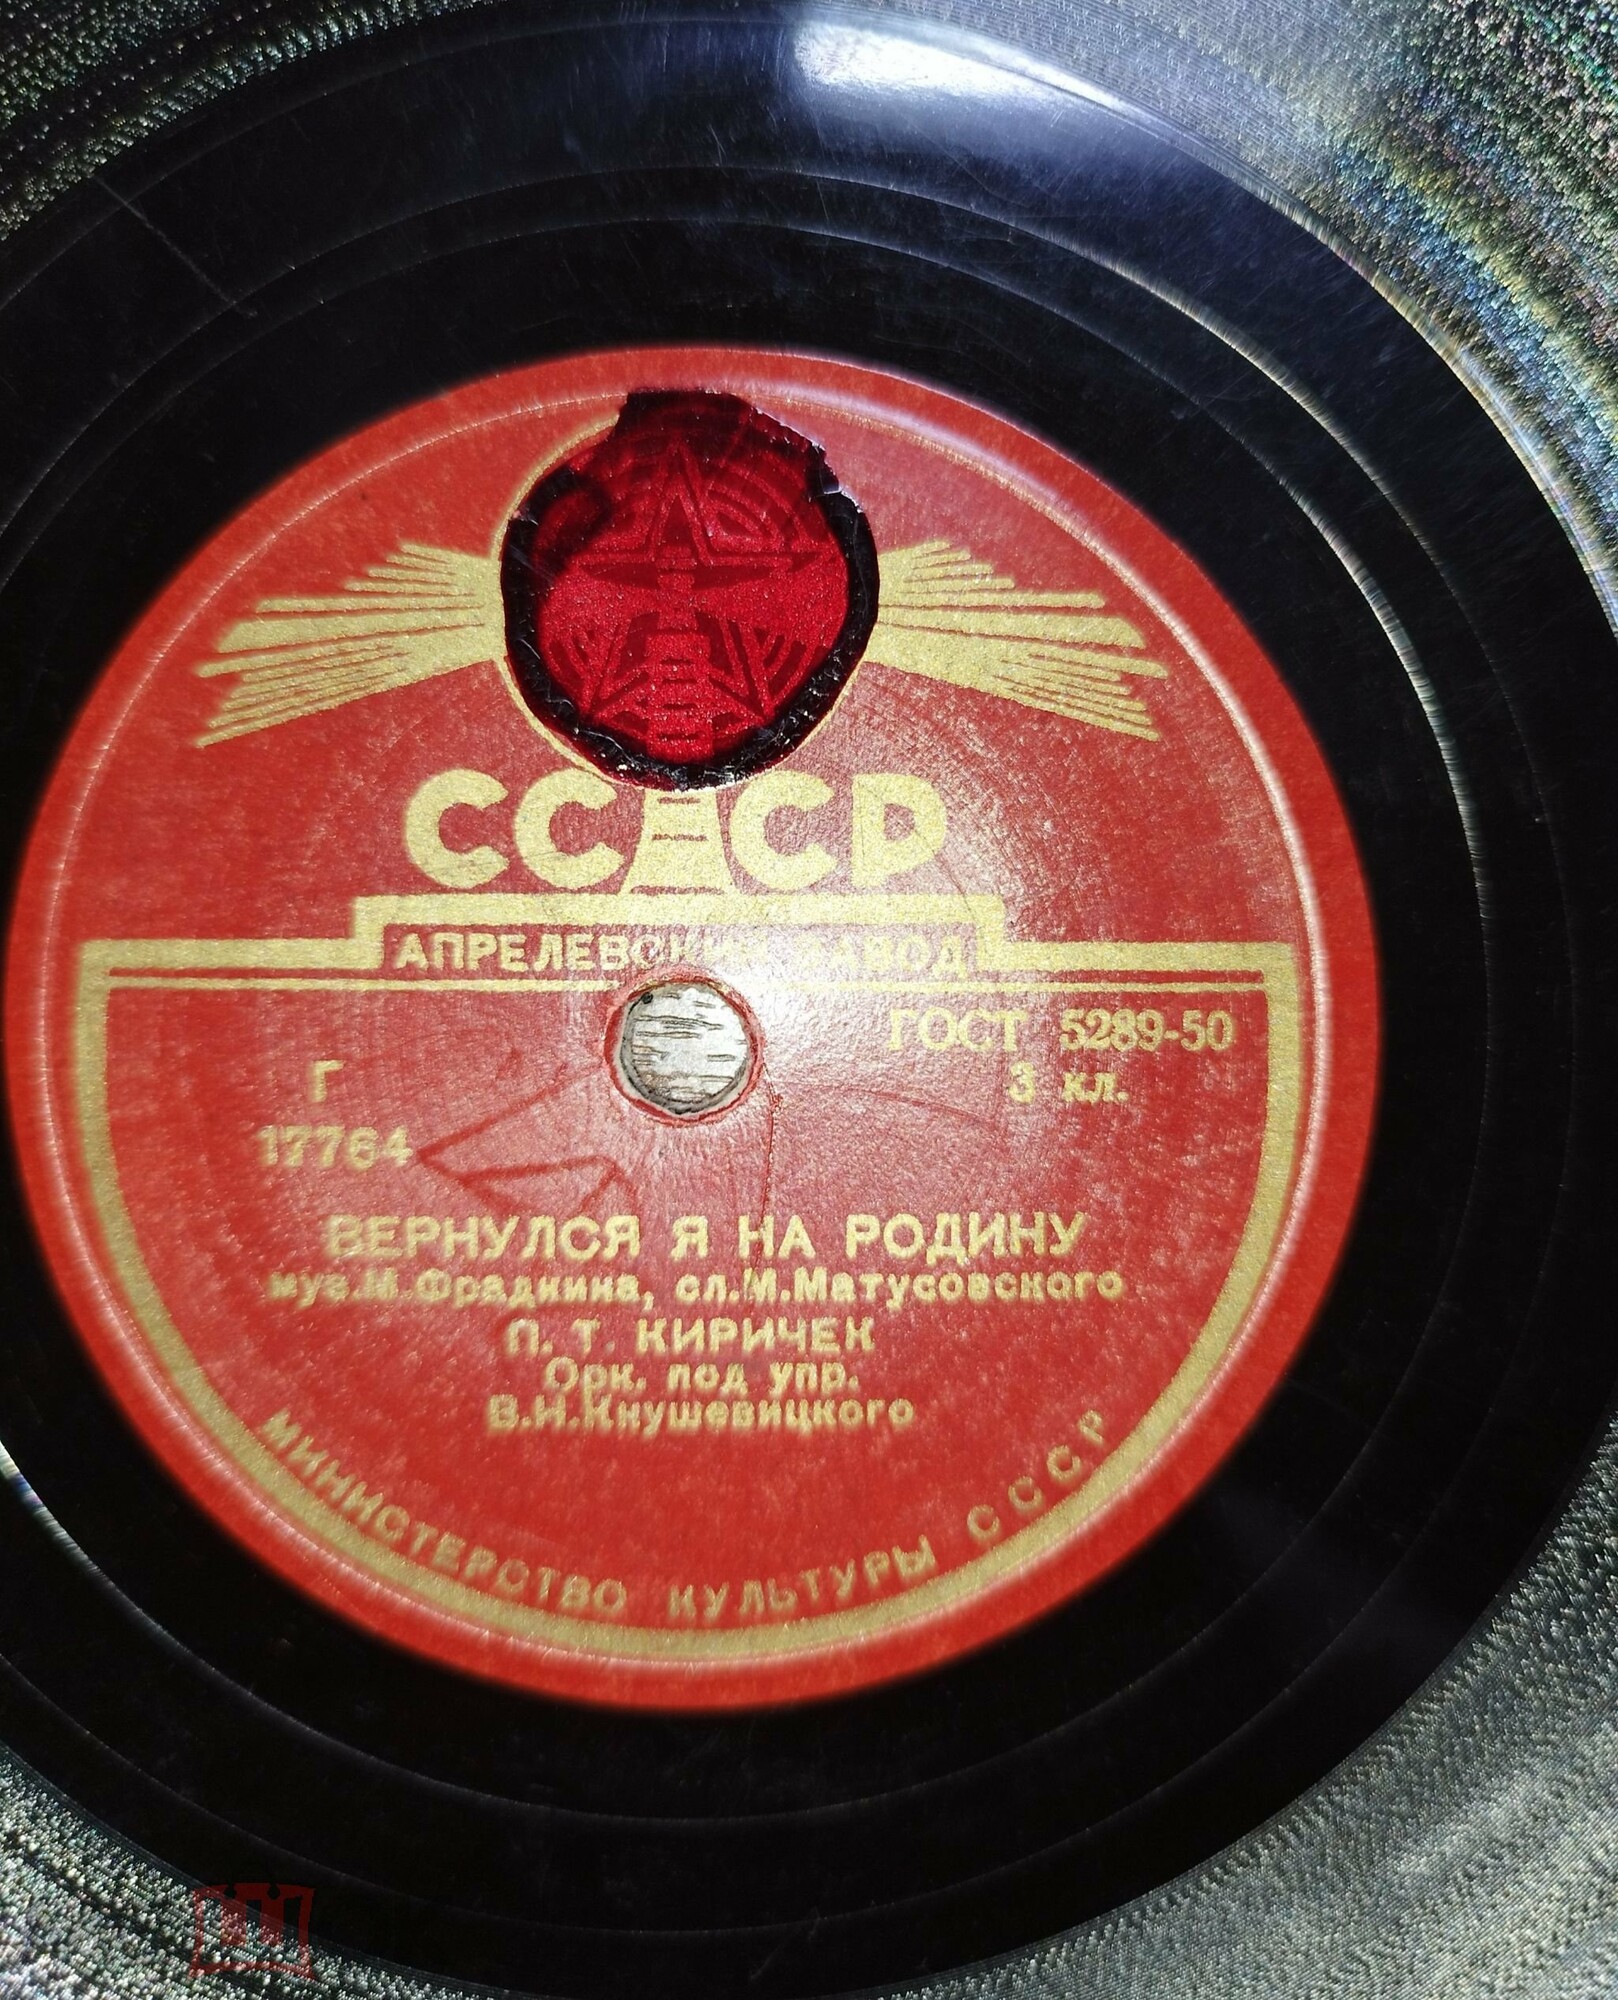 СССР
АПРЕЛЕВСКИЙ ЗАВОД
ГОСТ 5289-50
3 кл.
Г
17764
ВЕРНУЛСЯ Я НА РОДИНУ
муз.М.Фрадкина, сл.М.Матусовского
П. Т. КИРИЧЕК
Орк. под упр.
В.Н.Кнушевицкого
МИНИСТЕРСТВО КУЛЬТУРЫ СССР